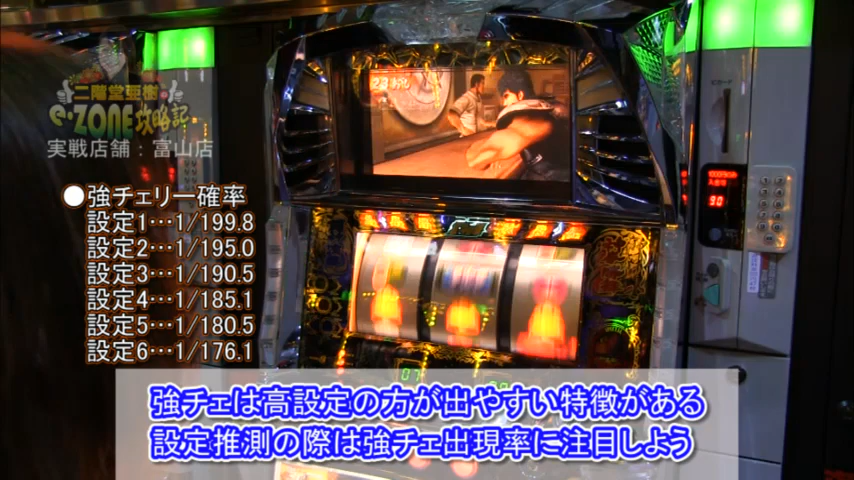 二階堂亜樹の
S・ZONE攻略記
実戦店舗：富山店
●強チェリー確率
設定1…1/199.8
設定2…1/195.0
設定3…1/190.5
設定4…1/185.1
設定5…1/180.5
設定6…1/176.1
強チェは高設定の方が出やすい特徴がある
設定推測の際は強チェ出現率に注目しよう
90
07